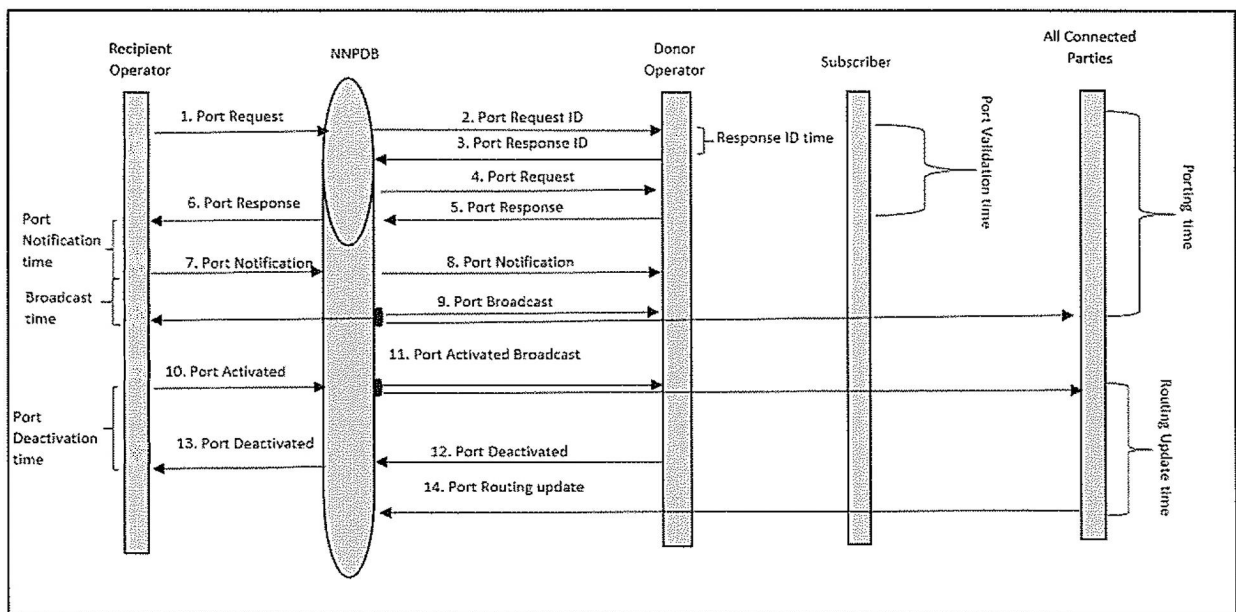 Recipient
Operator
NNPDB
Donor
Operator
Subscriber
All Connected
Parties
1. Port Request
2. Port Request ID
Response ID time
3. Port Response ID
4. Port Request
Port Validation time
Porting time
6. Port Response
5. Port Response
Port
Notification
time
7. Port Notification
8. Port Notification
Broadcast
time
9. Port Broadcast
11. Port Activated Broadcast
10. Port Activated
Port
Deactivation
time
13. Port Deactivated
12. Port Deactivated
Routing Update time
14. Port Routing update